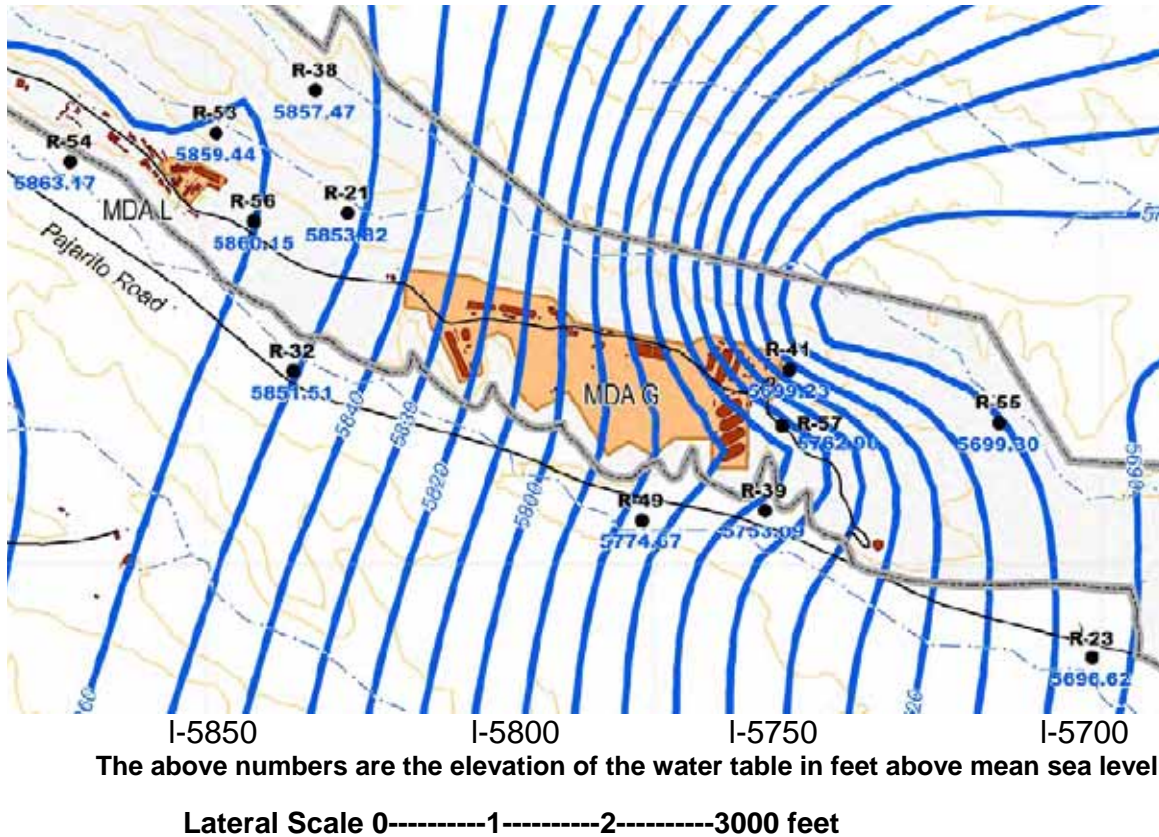 R-38
5857.47
R-53
5859.44
R-54
5863.17
R-21
5853.82
R-56
5860.15
MDA L
Pajarito Road
R-32
5851.51
5840
5830
5820
5800
MDA G
R-41
5699.23
R-57
5762.90
R-55
5699.30
5690
R-49
5774.67
R-39
5753.09
R-23
5696.62
I-5850 I-5800 I-5750 I-5700
The above numbers are the elevation of the water table in feet above mean sea level
Lateral Scale 0----------1----------2----------3000 feet